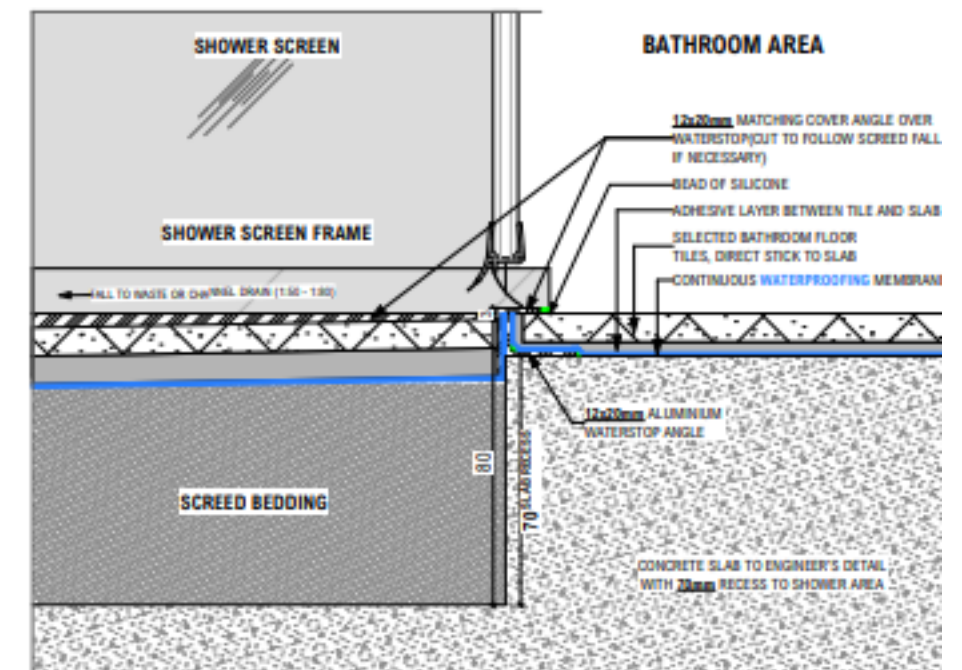 SHOWER SCREEN
BATHROOM AREA
12x20mm MATCHING COVER ANGLE OVER
WATERSTOP(CUT TO FOLLOW SCREED FALL
IF NECESSARY)
BEAD OF SILICONE
ADHESIVE LAYER BETWEEN TILE AND SLAB
SELECTED BATHROOM FLOOR
TILES, DIRECT STICK TO SLAB
CONTINUOUS WATERPROOFING MEMBRAN
SHOWER SCREEN FRAME
FALL TO WASTE OR CHANNEL DRAIN (1:50 - 1:80)
12x20mm ALUMINIUM
WATERSTOP ANGLE
80
70 SLAB RECESS
SCREED BEDDING
CONCRETE SLAB TO ENGINEER'S DETAIL
WITH 70mm RECESS TO SHOWER AREA